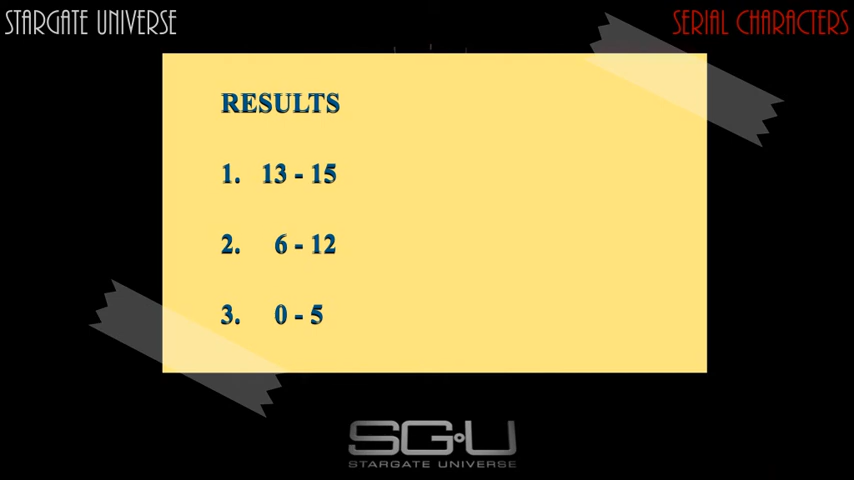 STARGATE UNIVERSE
SERIAL CHARACTERS
RESULTS
1. 13 - 15
2. 6 - 12
3. 0 - 5
SG·U
STARGATE UNIVERSE